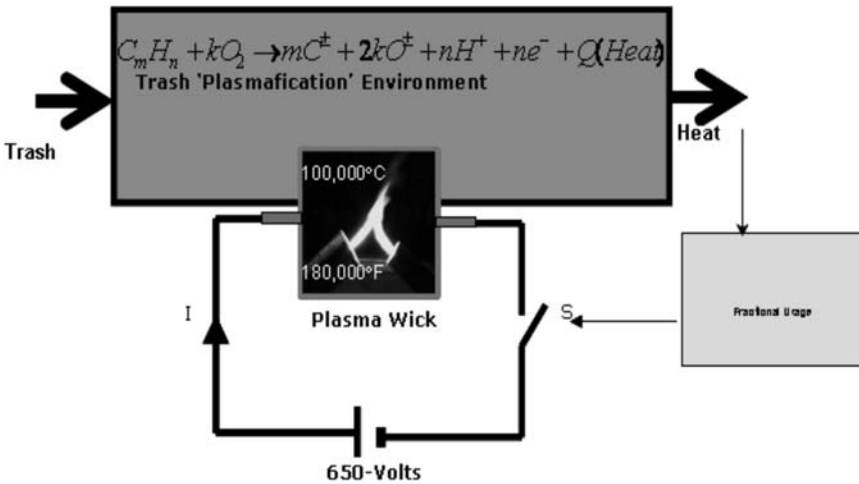 CₘHₙ + kO₂ → mC± + 2kO± + nH⁺ + ne⁻ + Q(Heat)
Trash 'Plasmafication' Environment
Trash
Heat
100,000°C
180,000°F
Plasma Wick
I
S
Fractional Usage
650-Volts